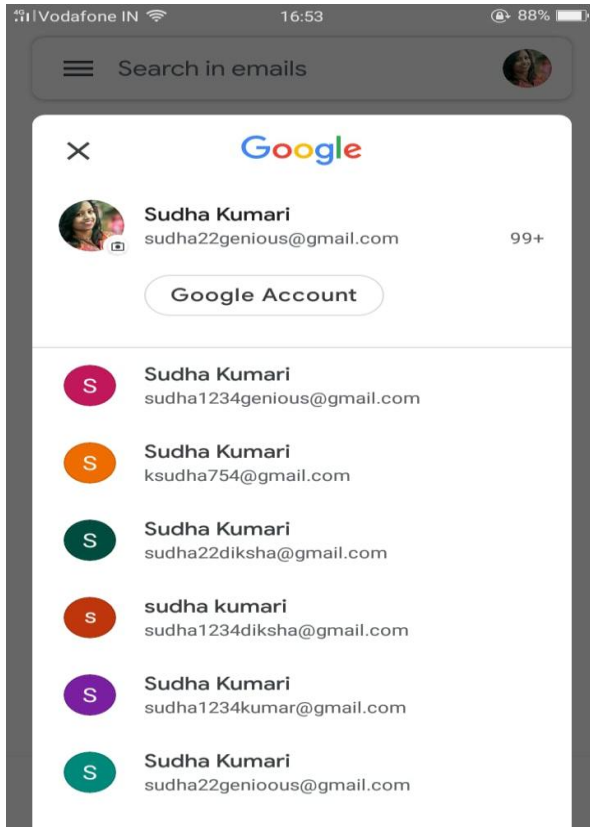 4G Vodafone IN 16:53 88%
Search in emails
Google
Sudha Kumari
sudha22genious@gmail.com 99+
Google Account
S Sudha Kumari
sudha1234genious@gmail.com
S Sudha Kumari
ksudha754@gmail.com
S Sudha Kumari
sudha22diksha@gmail.com
s sudha kumari
sudha1234diksha@gmail.com
S Sudha Kumari
sudha1234kumar@gmail.com
S Sudha Kumari
sudha22genioous@gmail.com